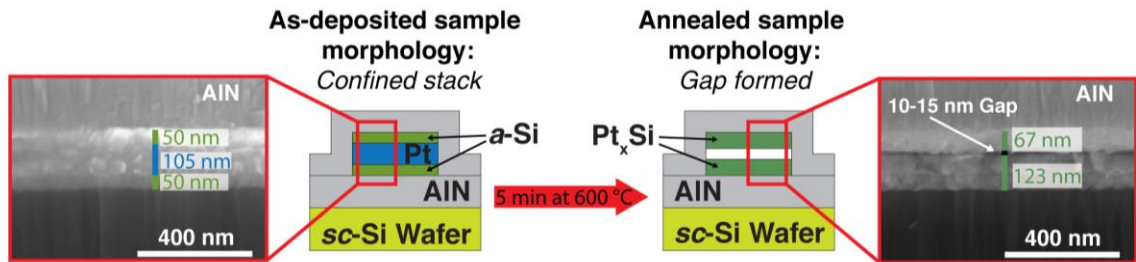 As-deposited sample
morphology:
Confined stack
Annealed sample
morphology:
Gap formed
AlN
50 nm
105 nm
50 nm
400 nm
a-Si
Pt
AlN
sc-Si Wafer
5 min at 600 °C
PtₓSi
AlN
sc-Si Wafer
AlN
10-15 nm Gap
67 nm
123 nm
400 nm